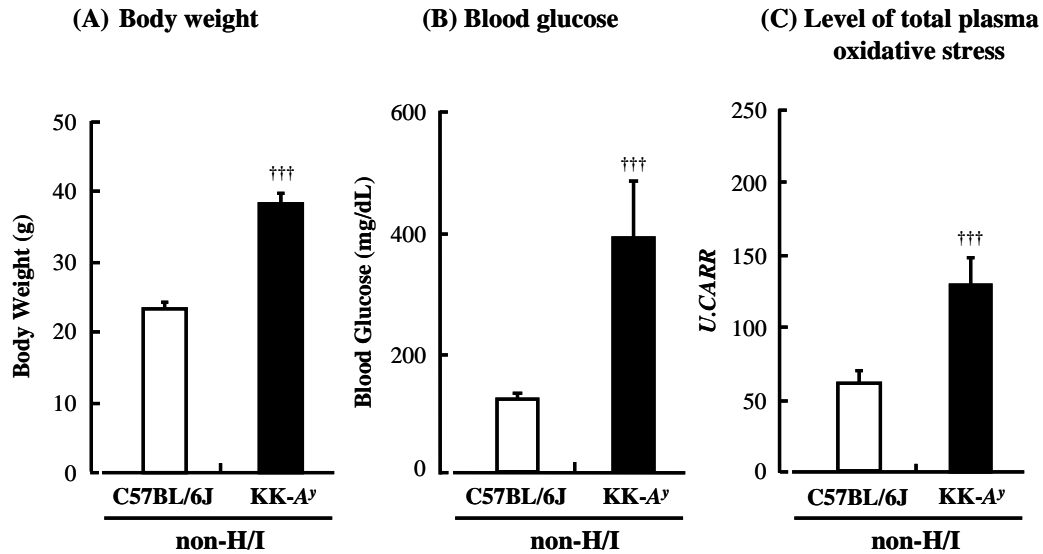 (A) Body weight
50
40
30
20
10
0
Body Weight (g)
†††
C57BL/6J KK-Aʸ
non-H/I
(B) Blood glucose
600
400
200
0
Blood Glucose (mg/dL)
†††
C57BL/6J KK-Aʸ
non-H/I
(C) Level of total plasma
oxidative stress
250
200
150
100
50
0
U.CARR
†††
C57BL/6J KK-Aʸ
non-H/I